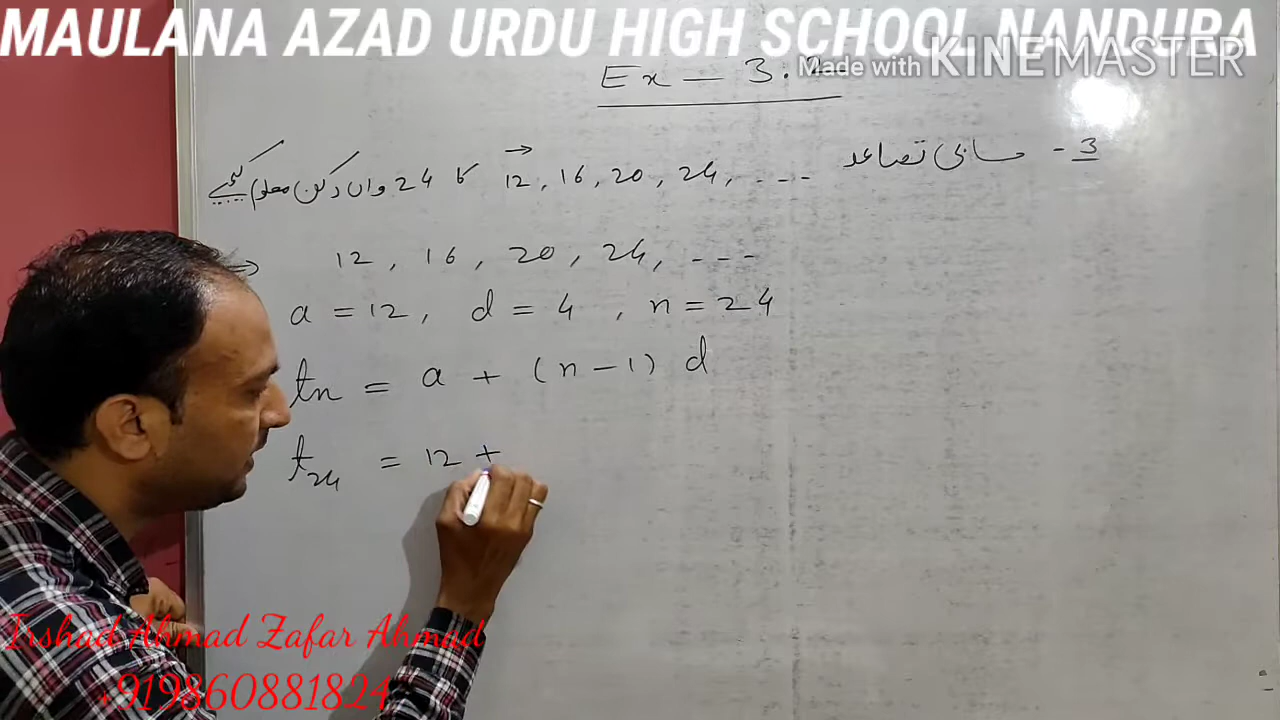 MAULANA AZAD URDU HIGH SCHOOL NANDURA
Made with KINEMASTER
Ex — 3.2
3 - حسابی تصاعد 12, 16, 20, 24, ---
کا 24 واں رکن معلوم کیجیے
⇒ 12, 16, 20, 24, ---
a = 12, d = 4, n = 24
tn = a + (n - 1) d
t24 = 12 +
Irshad Ahmad Zafar Ahmad
+919860881824